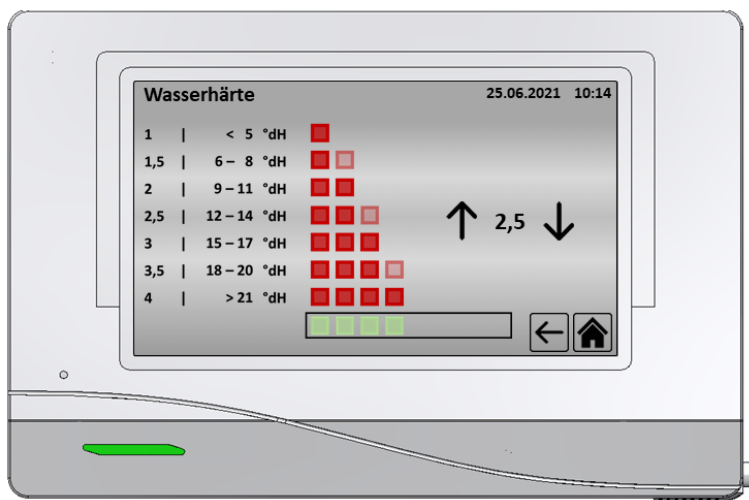 Wasserhärte 25.06.2021 10:14
1 | < 5 °dH
1,5 | 6 – 8 °dH
2 | 9 – 11 °dH
2,5 | 12 – 14 °dH
3 | 15 – 17 °dH
3,5 | 18 – 20 °dH
4 | > 21 °dH
2,5